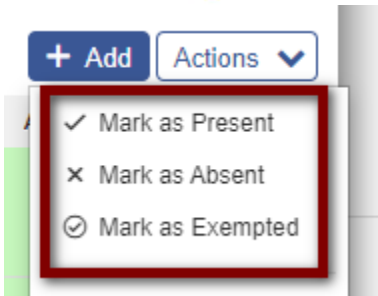 + Add Actions
Mark as Present
Mark as Absent
Mark as Exempted